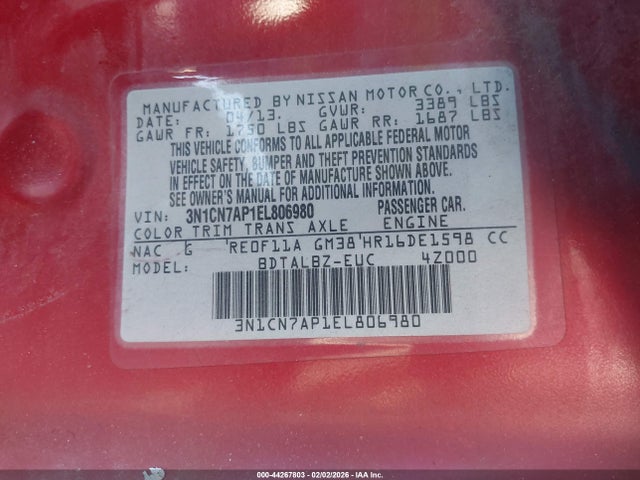 MANUFACTURED BY NISSAN MOTOR CO., LTD.
DATE: 04/13. GVWR: 3389 LBS
GAWR FR: 1750 LBS GAWR RR: 1687 LBS
THIS VEHICLE CONFORMS TO ALL APPLICABLE FEDERAL MOTOR
VEHICLE SAFETY, BUMPER AND THEFT PREVENTION STANDARDS
IN EFFECT ON THE DATE OF MANUFACTURE SHOWN ABOVE.
SEE OWNER'S MANUAL FOR ADDITIONAL INFORMATION
VIN: 3N1CN7AP1EL806980 PASSENGER CAR.
COLOR TRIM TRANS AXLE ENGINE
NAC G 'RE0F11A GM38'HR16DE1598 CC
MODEL: BDTALBZ-EUC 4Z000
3N1CN7AP1EL806980
000-44267803 - 02/02/2026 - IAA Inc.